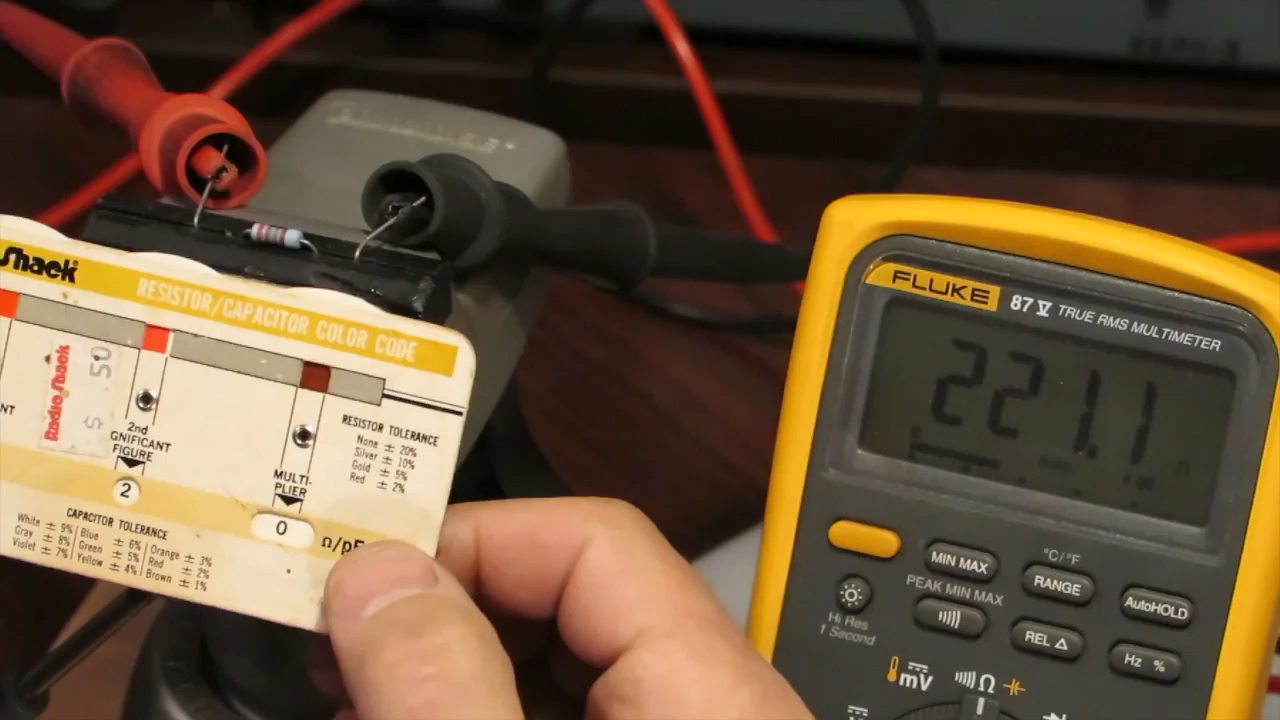 Shack
RESISTOR/CAPACITOR COLOR CODE
Radio Shack
$ .50
2nd
GNIFICANT
FIGURE
2
MULTI-
PLIER
0
Ω/pF
RESISTOR TOLERANCE
None ± 20%
Silver ± 10%
Gold ± 5%
Red ± 2%
NT
CAPACITOR TOLERANCE
White ± 9% Blue ± 6% Orange ± 3%
Gray ± 8% Green ± 5% Red ± 2%
Violet ± 7% Yellow ± 4% Brown ± 1%
FLUKE
87 V TRUE RMS MULTIMETER
221.1
MIN MAX
°C/°F
RANGE
AutoHOLD
PEAK MIN MAX
Hi Res
1 Second
REL Δ
Hz %
mV
Ω